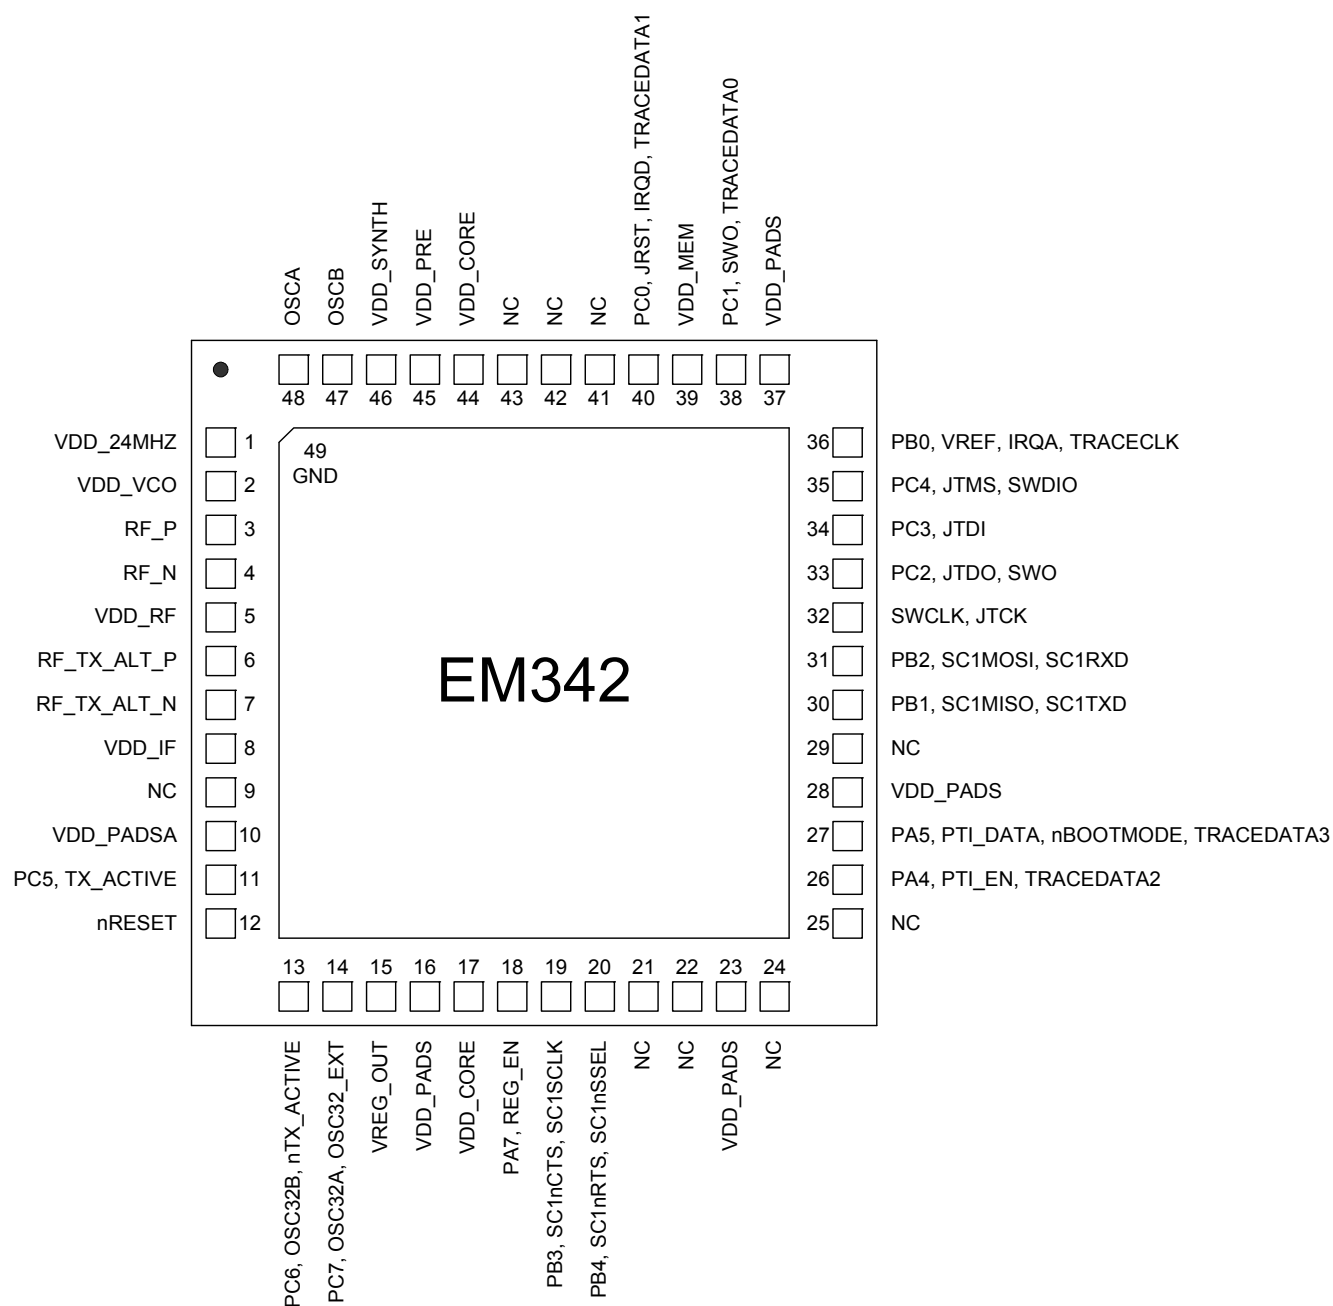 OSCA
OSCB
VDD_SYNTH
VDD_PRE
VDD_CORE
NC
NC
NC
PC0, JRST, IRQD, TRACEDATA1
VDD_MEM
PC1, SWO, TRACEDATA0
VDD_PADS
48 47 46 45 44 43 42 41 40 39 38 37
VDD_24MHZ 1
VDD_VCO 2
RF_P 3
RF_N 4
VDD_RF 5
RF_TX_ALT_P 6
RF_TX_ALT_N 7
VDD_IF 8
NC 9
VDD_PADSA 10
PC5, TX_ACTIVE 11
nRESET 12
49
GND
EM342
36 PB0, VREF, IRQA, TRACECLK
35 PC4, JTMS, SWDIO
34 PC3, JTDI
33 PC2, JTDO, SWO
32 SWCLK, JTCK
31 PB2, SC1MOSI, SC1RXD
30 PB1, SC1MISO, SC1TXD
29 NC
28 VDD_PADS
27 PA5, PTI_DATA, nBOOTMODE, TRACEDATA3
26 PA4, PTI_EN, TRACEDATA2
25 NC
13 14 15 16 17 18 19 20 21 22 23 24
PC6, OSC32B, nTX_ACTIVE
PC7, OSC32A, OSC32_EXT
VREG_OUT
VDD_PADS
VDD_CORE
PA7, REG_EN
PB3, SC1nCTS, SC1SCLK
PB4, SC1nRTS, SC1nSSEL
NC
NC
VDD_PADS
NC